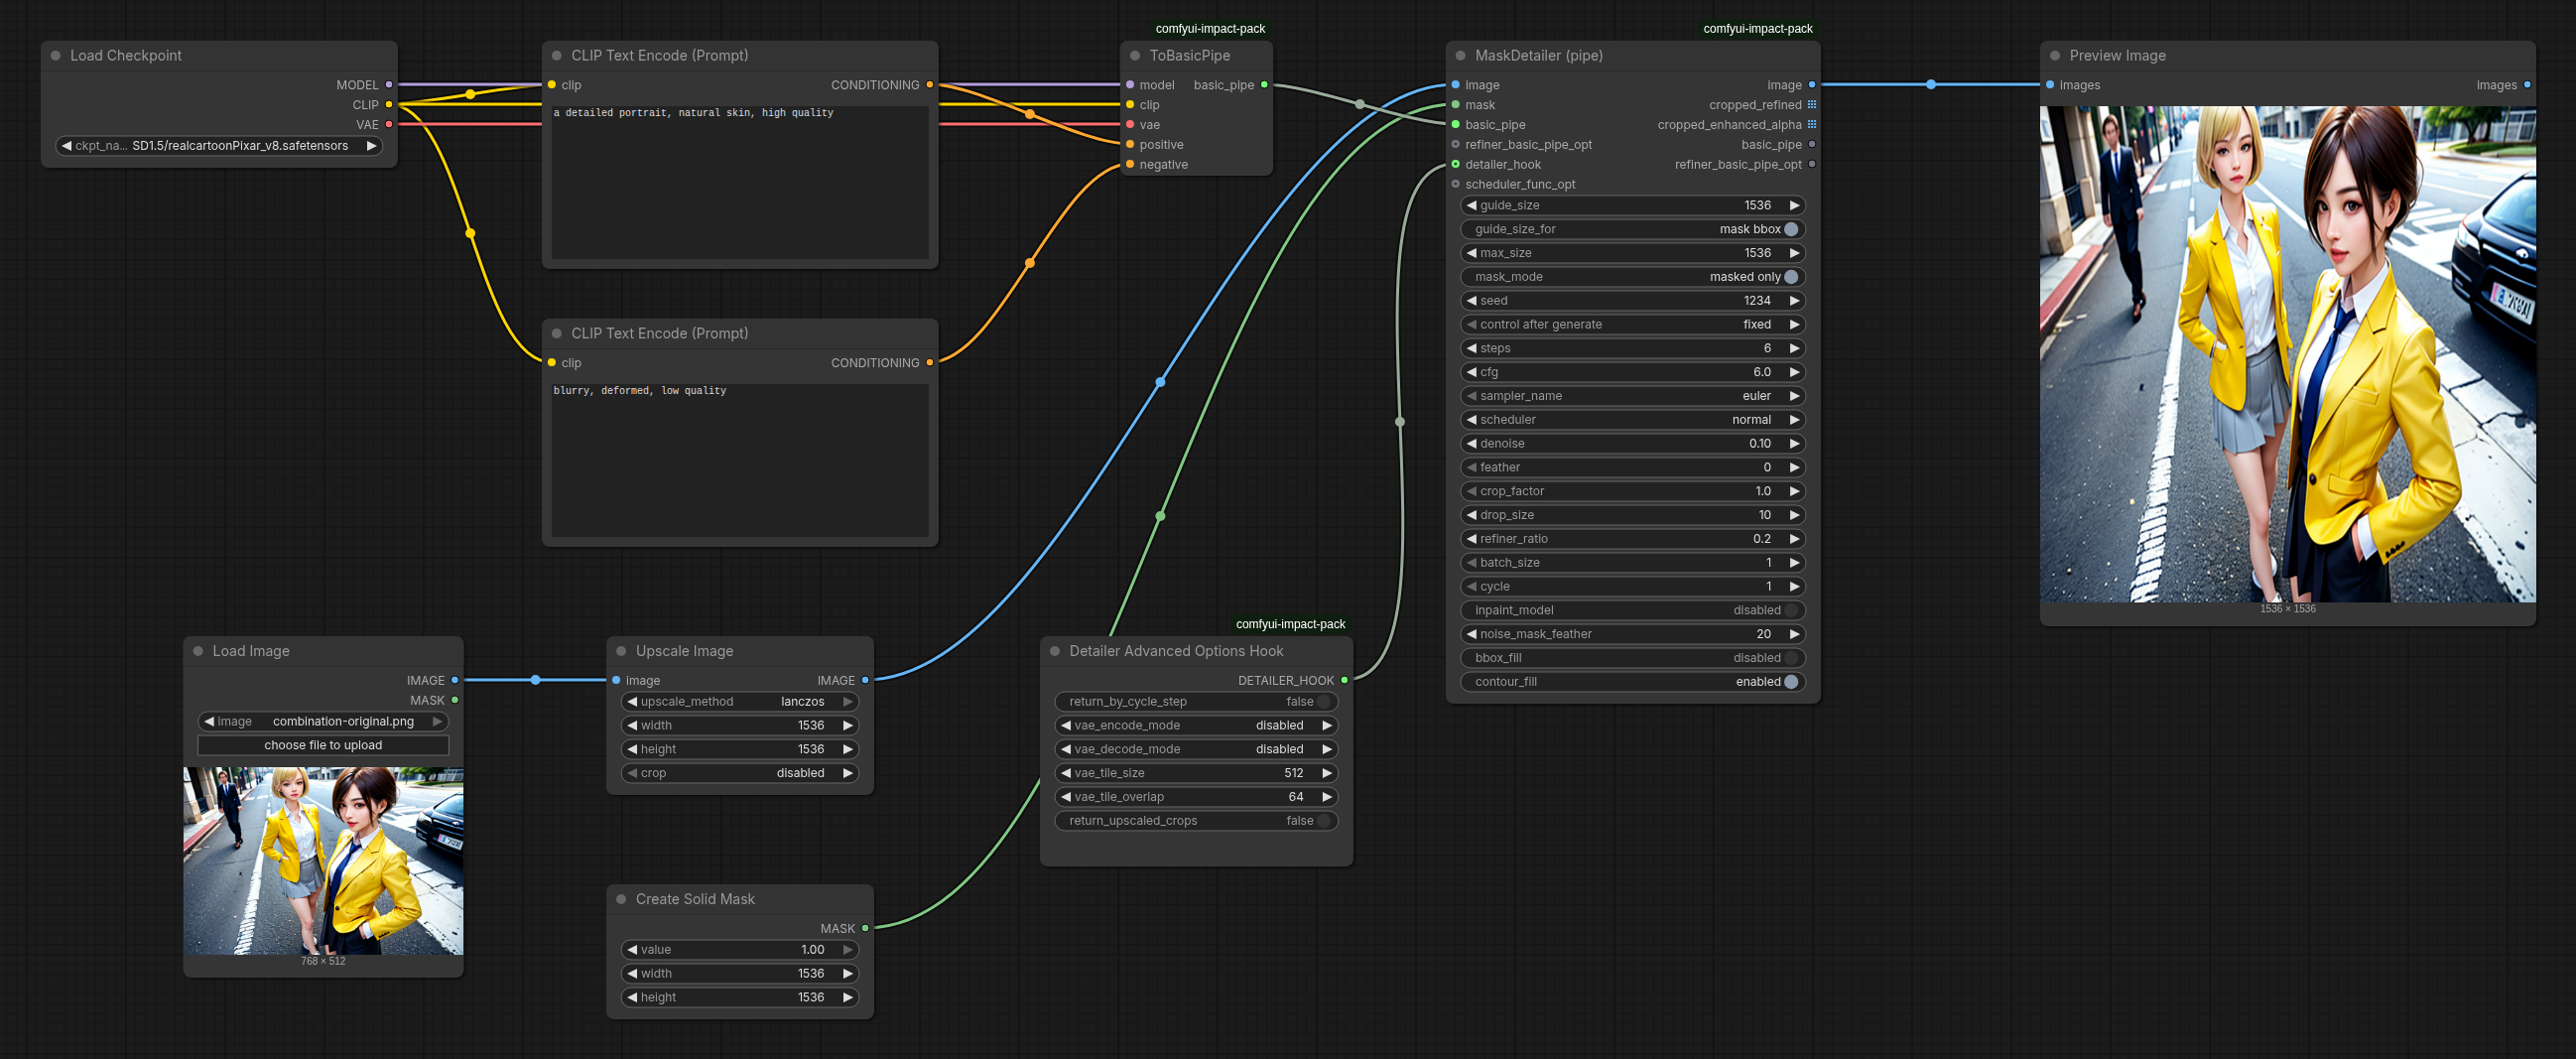 Load Checkpoint
MODEL
CLIP
VAE
ckpt_na... SD1.5/realcartoonPixar_v8.safetensors
CLIP Text Encode (Prompt)
clip CONDITIONING
a detailed portrait, natural skin, high quality
CLIP Text Encode (Prompt)
clip CONDITIONING
blurry, deformed, low quality
comfyui-impact-pack
ToBasicPipe
model basic_pipe
clip
vae
positive
negative
comfyui-impact-pack
MaskDetailer (pipe)
image image
mask cropped_refined
basic_pipe cropped_enhanced_alpha
refiner_basic_pipe_opt basic_pipe
detailer_hook refiner_basic_pipe_opt
scheduler_func_opt
guide_size 1536
guide_size_for mask bbox
max_size 1536
mask_mode masked only
seed 1234
control after generate fixed
steps 6
cfg 6.0
sampler_name euler
scheduler normal
denoise 0.10
feather 0
crop_factor 1.0
drop_size 10
refiner_ratio 0.2
batch_size 1
cycle 1
inpaint_model disabled
noise_mask_feather 20
bbox_fill disabled
contour_fill enabled
Preview Image
images images
1536 × 1536
Load Image
IMAGE
MASK
image combination-original.png
choose file to upload
768 × 512
Upscale Image
image IMAGE
upscale_method lanczos
width 1536
height 1536
crop disabled
Create Solid Mask
MASK
value 1.00
width 1536
height 1536
comfyui-impact-pack
Detailer Advanced Options Hook
DETAILER_HOOK
return_by_cycle_step false
vae_encode_mode disabled
vae_decode_mode disabled
vae_tile_size 512
vae_tile_overlap 64
return_upscaled_crops false